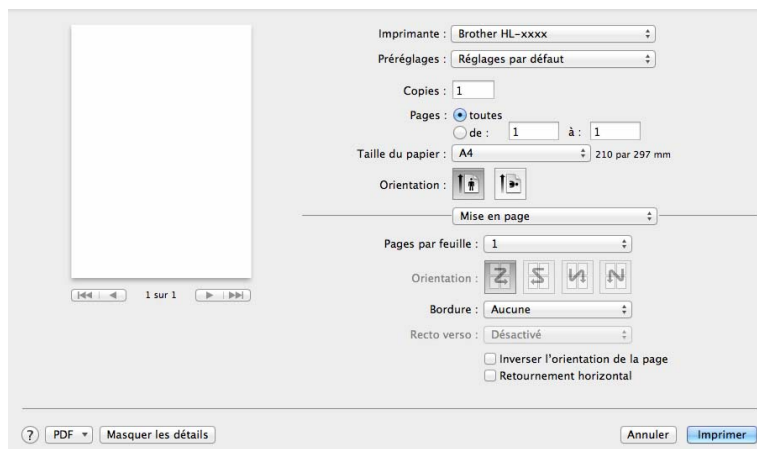 Imprimante : Brother HL-xxxx
Préréglages : Réglages par défaut
Copies : 1
Pages : toutes
de : 1 à : 1
Taille du papier : A4 210 par 297 mm
Orientation :
Mise en page
Pages par feuille : 1
1 sur 1
Orientation :
Bordure : Aucune
Recto verso : Désactivé
Inverser l'orientation de la page
Retournement horizontal
? PDF Masquer les détails Annuler Imprimer